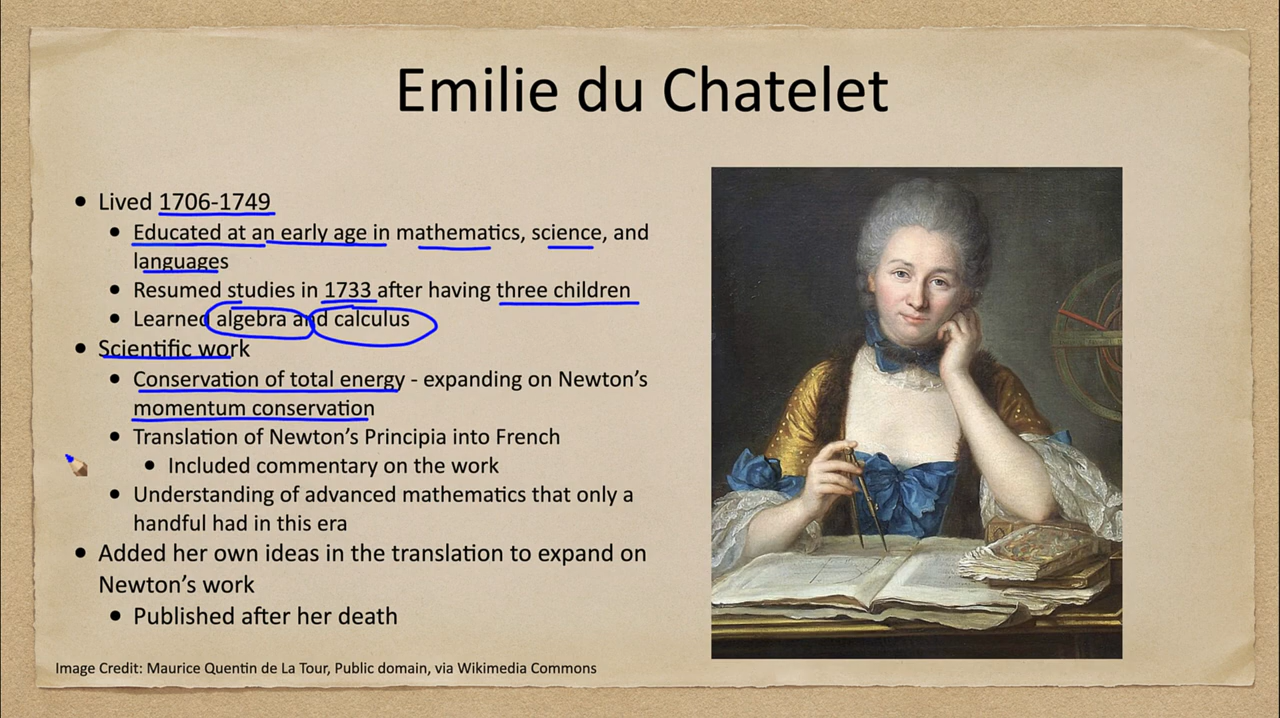 Emilie du Chatelet
• Lived 1706-1749
• Educated at an early age in mathematics, science, and
languages
• Resumed studies in 1733 after having three children
• Learned algebra and calculus
• Scientific work
• Conservation of total energy - expanding on Newton’s
momentum conservation
• Translation of Newton’s Principia into French
• Included commentary on the work
• Understanding of advanced mathematics that only a
handful had in this era
• Added her own ideas in the translation to expand on
Newton’s work
• Published after her death
Image Credit: Maurice Quentin de La Tour, Public domain, via Wikimedia Commons